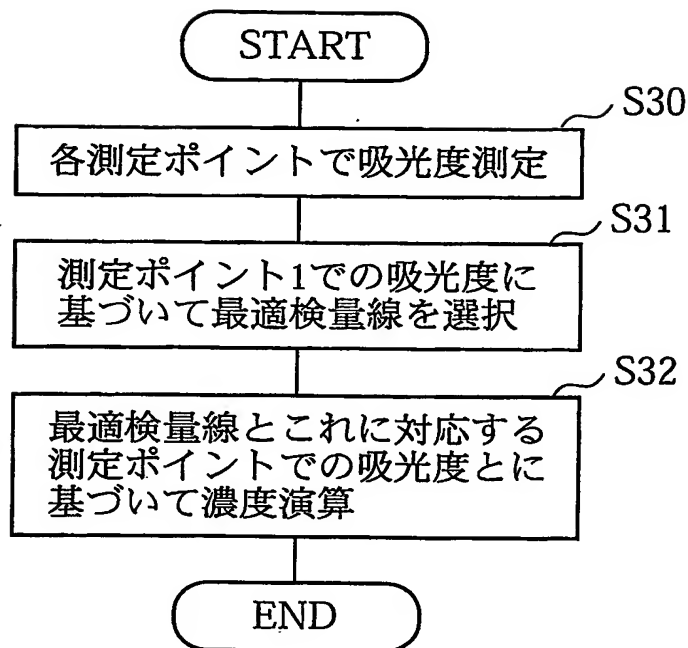 START
S30
各測定ポイントで吸光度測定
S31
測定ポイント1での吸光度に
基づいて最適検量線を選択
S32
最適検量線とこれに対応する
測定ポイントでの吸光度とに
基づいて濃度演算
END